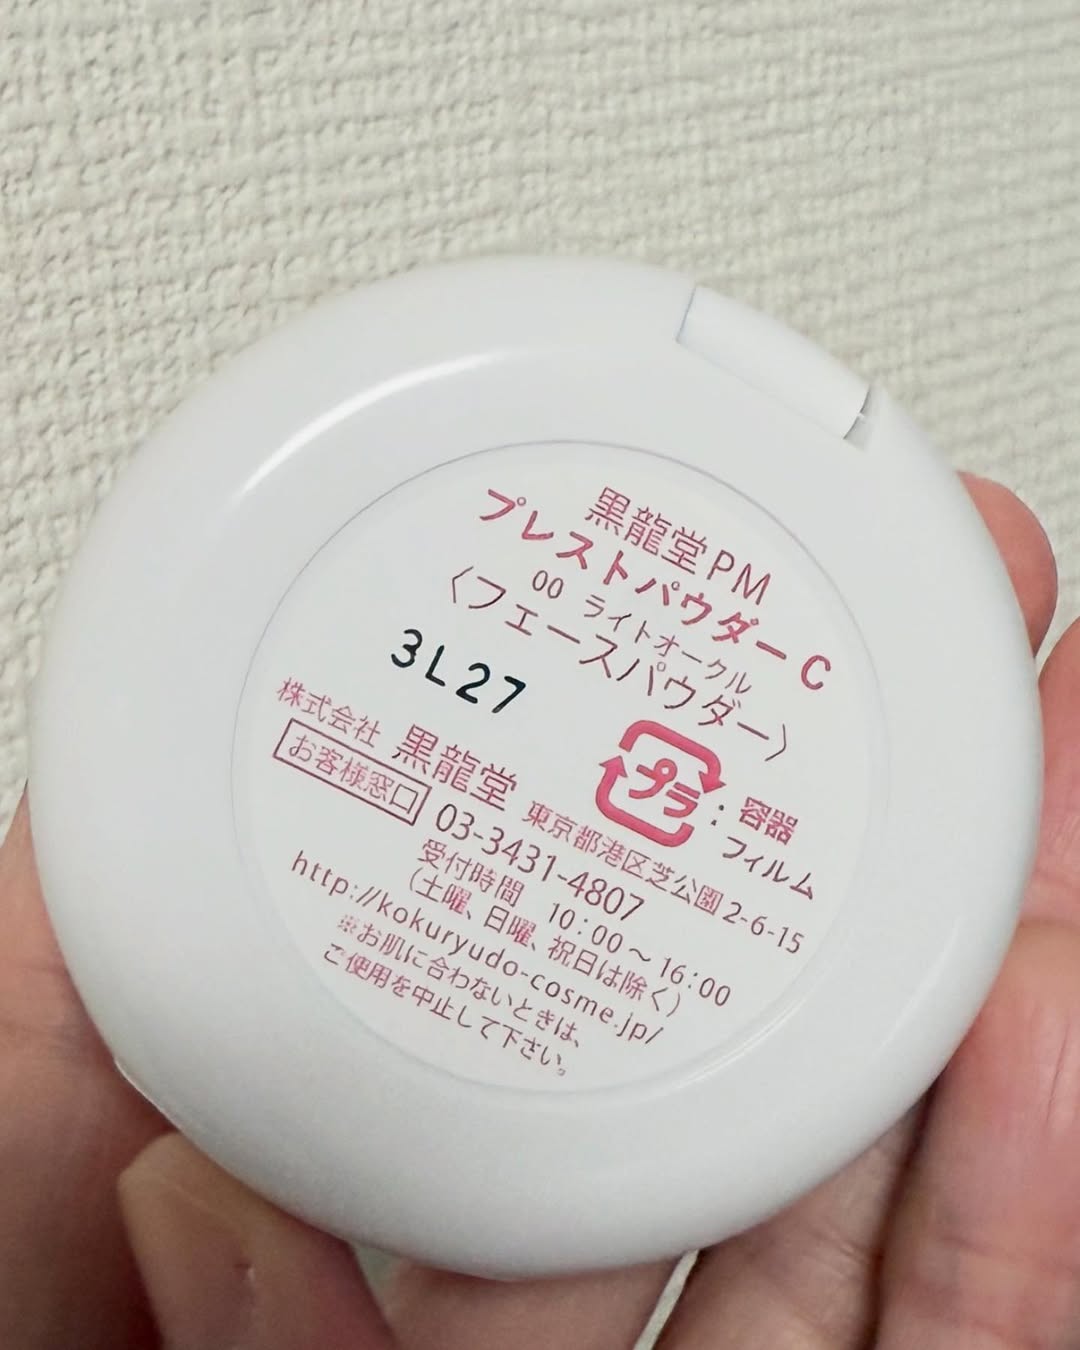 黒龍堂PM
プレストパウダーC
00 ライトオークル
〈フェースパウダー〉
3L27
プラ : 容器
フィルム
株式会社 黒龍堂 東京都港区芝公園2-6-15
お客様窓口 03-3431-4807
受付時間 10:00～16:00
(土曜、日曜、祝日は除く)
http://kokuryudo-cosme.jp/
※お肌に合わないときは、
ご使用を中止して下さい。